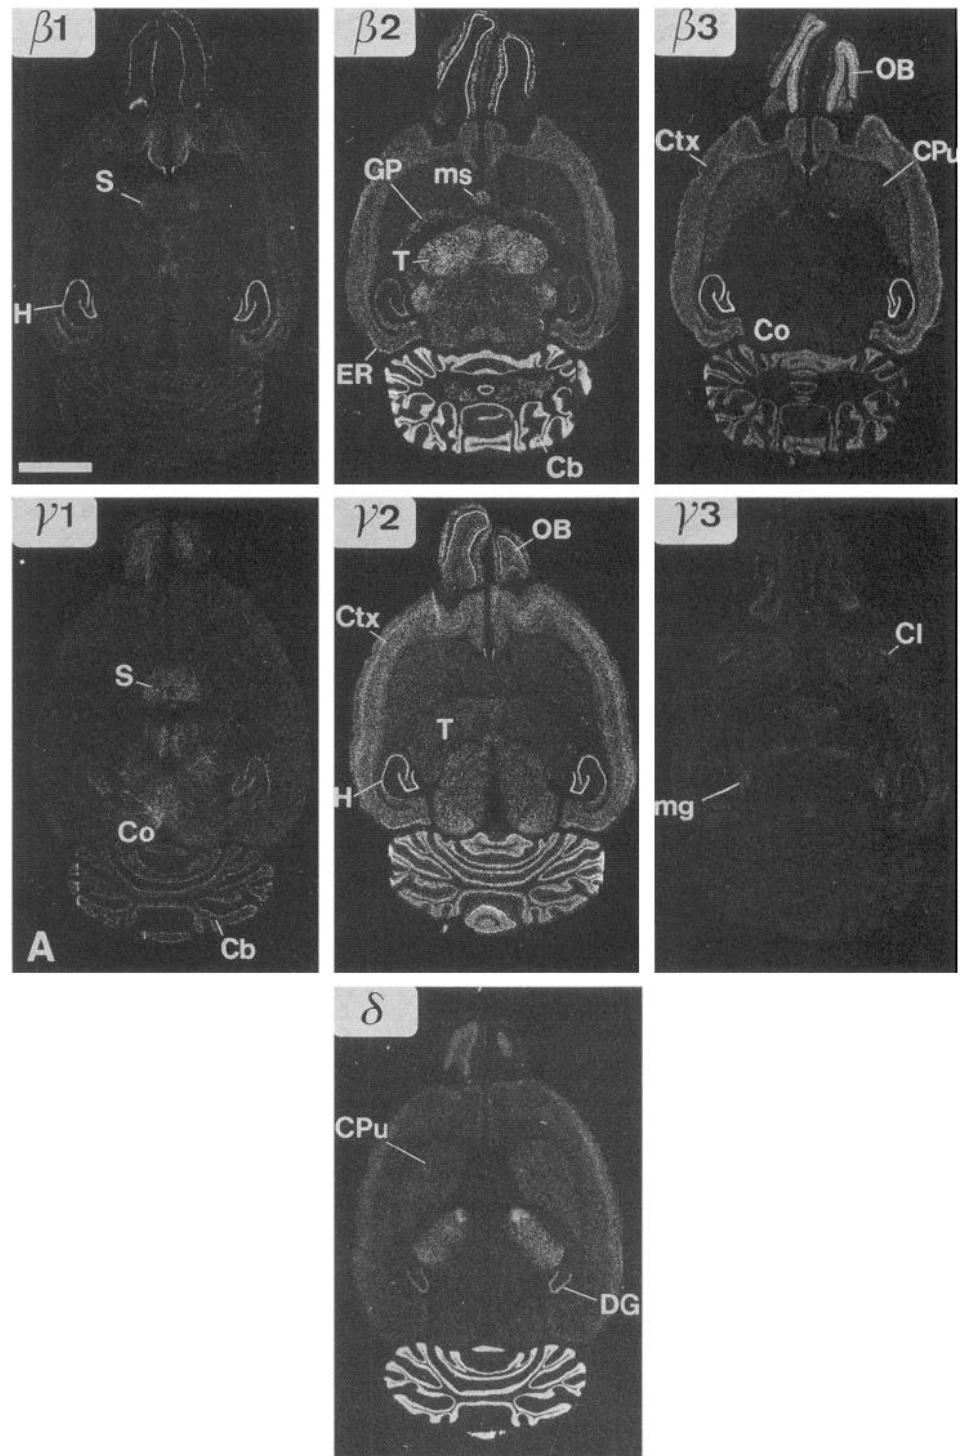 β1
S
H
β2
GP
ms
T
ER
Cb
β3
OB
Ctx
CPu
Co
γ1
S
Co
Cb
A
γ2
OB
Ctx
T
H
γ3
Cl
mg
δ
CPu
DG